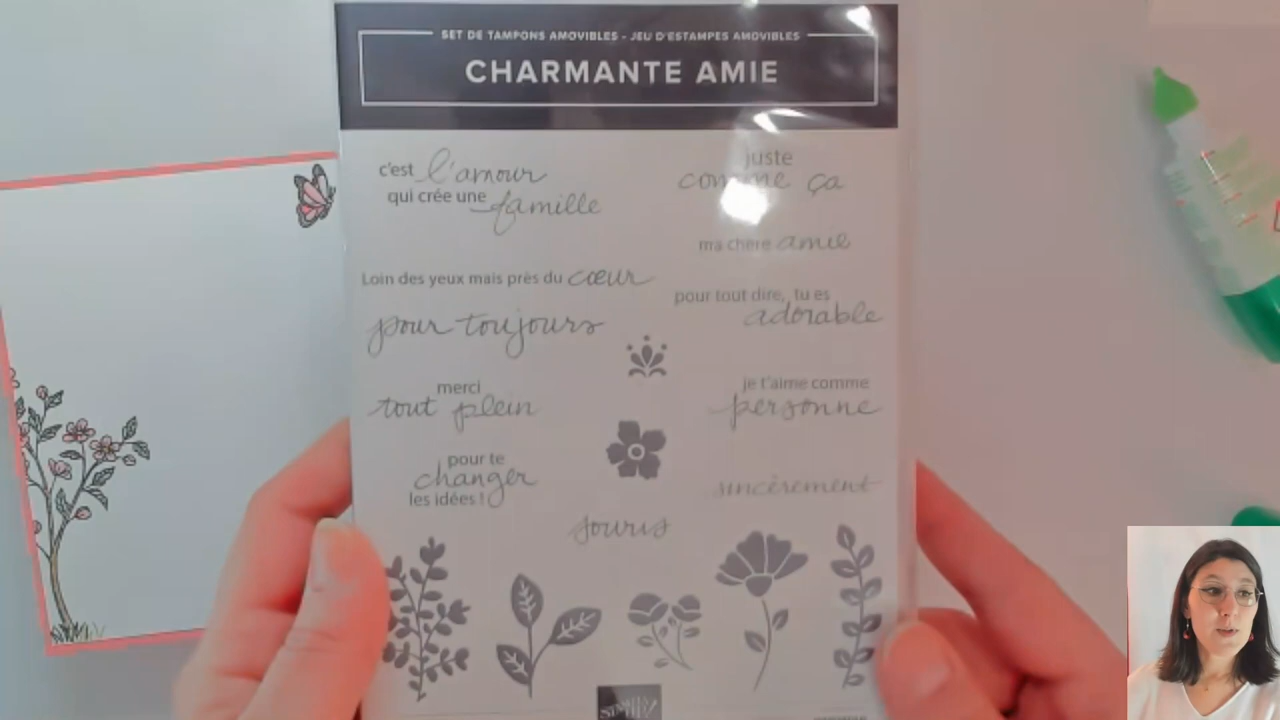 SET DE TAMPONS AMOVIBLES - JEU D'ESTAMPES AMOVIBLES
CHARMANTE AMIE
c'est l'amour
qui crée une famille
juste
comme ça
ma chère amie
Loin des yeux mais près du cœur
pour tout dire, tu es
adorable
pour toujours
merci
tout plein
je t'aime comme
personne
pour te
changer
les idées !
sincèrement
souris